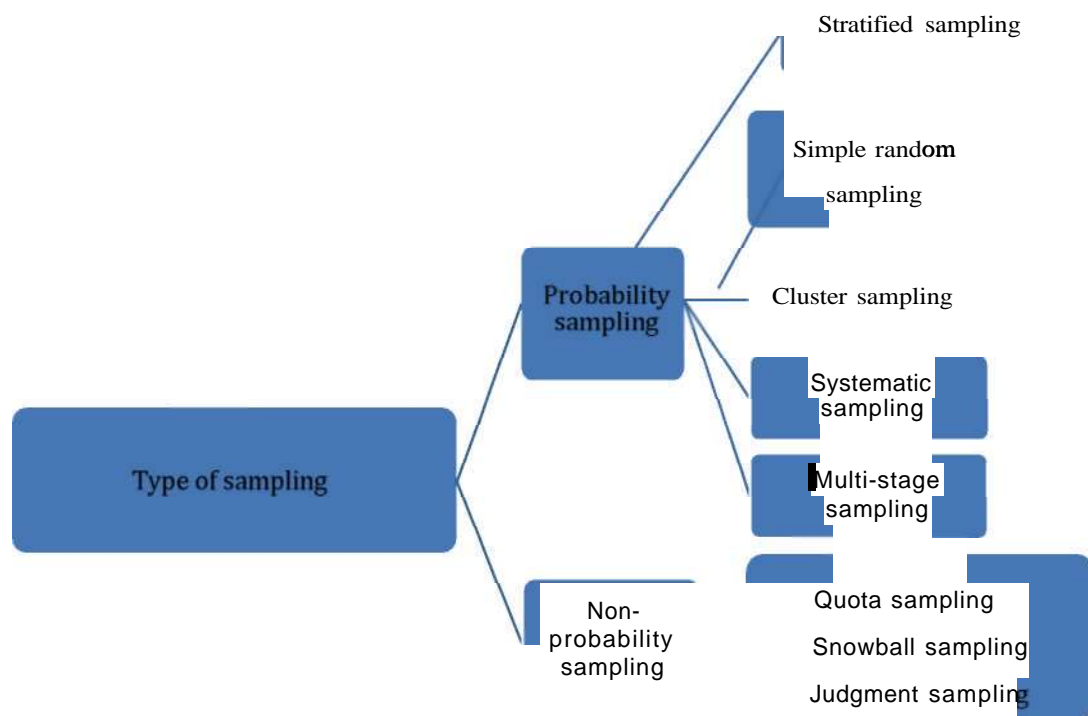 Stratified sampling
Simple random
sampling
Probability
sampling
Cluster sampling
Systematic
sampling
Type of sampling
Multi-stage
sampling
Non-
probability
sampling
Quota sampling
Snowball sampling
Judgment sampling